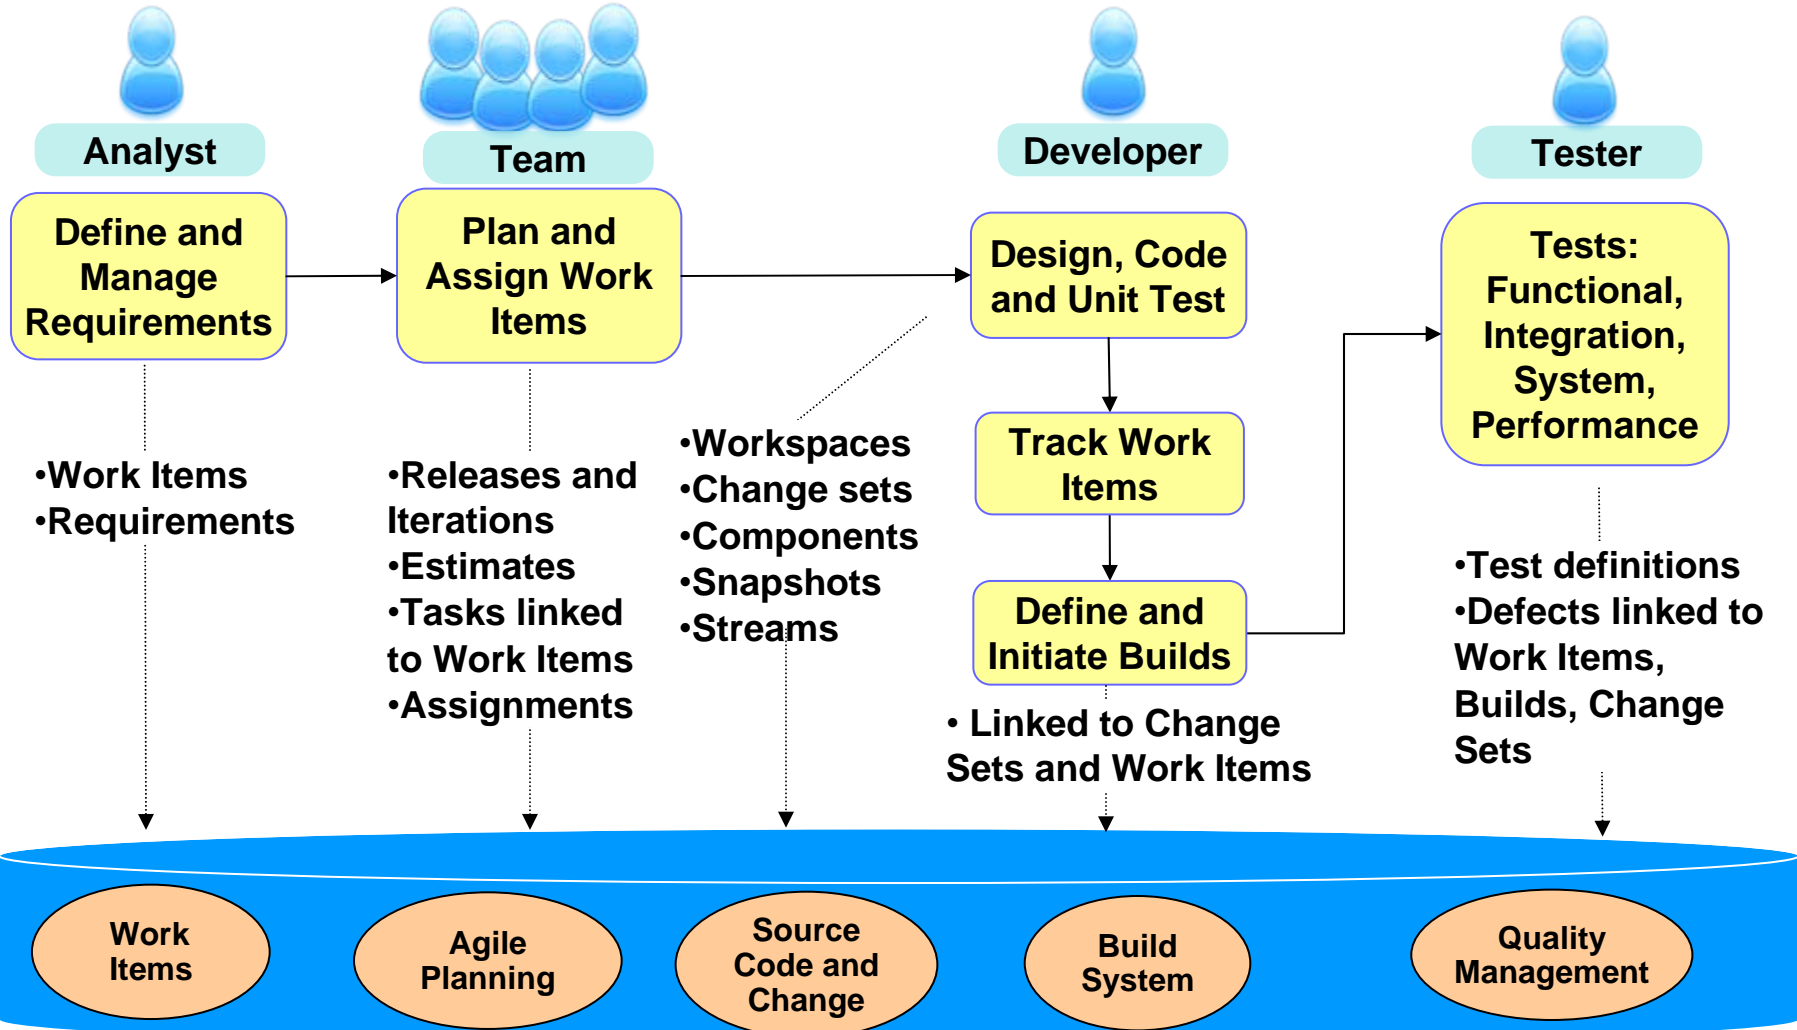 Analyst
Team
Developer
Tester
Define and
Manage
Requirements
Plan and
Assign Work
Items
Design, Code
and Unit Test
Tests:
Functional,
Integration,
System,
Performance
Track Work
Items
Define and
Initiate Builds
•Work Items
•Requirements
•Releases and
Iterations
•Estimates
•Tasks linked
to Work Items
•Assignments
•Workspaces
•Change sets
•Components
•Snapshots
•Streams
• Linked to Change
Sets and Work Items
•Test definitions
•Defects linked to
Work Items,
Builds, Change
Sets
Work
Items
Agile
Planning
Source
Code and
Change
Build
System
Quality
Management